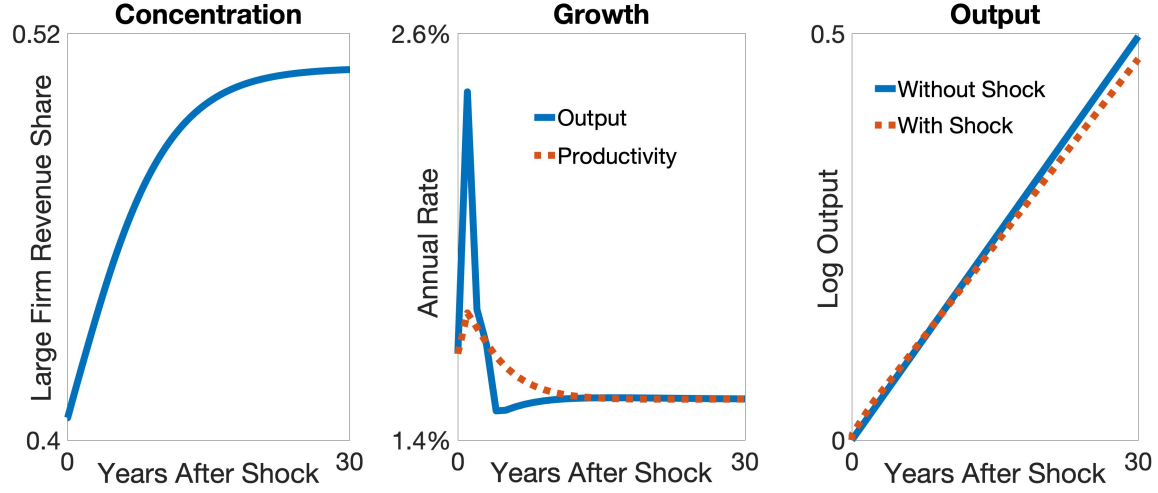 Concentration
0.52
Large Firm Revenue Share
0.4
0
Years After Shock
30
Growth
2.6%
Annual Rate
Output
Productivity
1.4%
0
Years After Shock
30
Output
0.5
Log Output
Without Shock
With Shock
0
0
Years After Shock
30